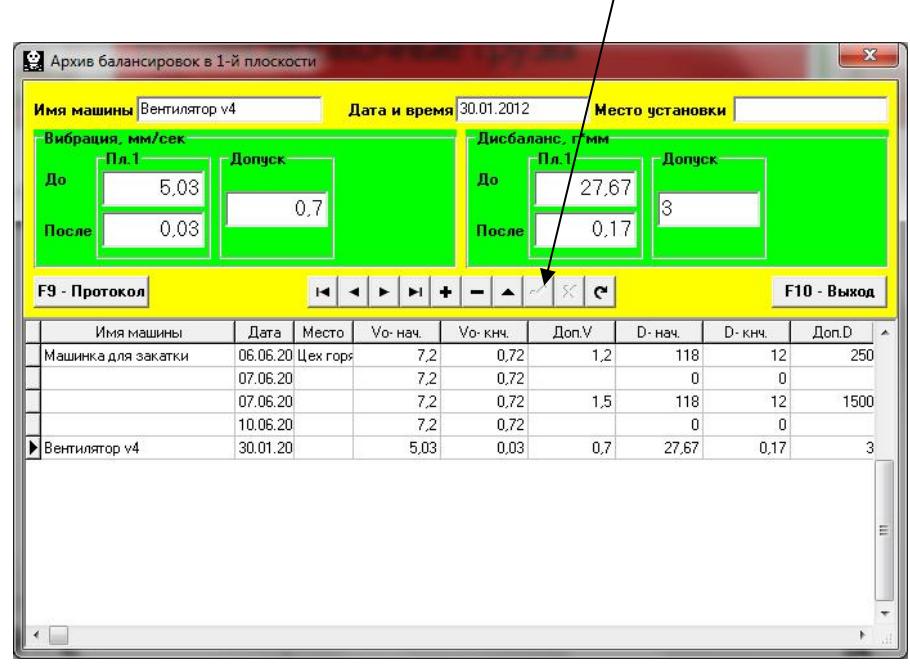 Архив балансировок в 1-й плоскости
Имя машины Вентилятор v4 Дата и время 30.01.2012 Место установки
Вибрация, мм/сек Дисбаланс, г*мм
Пл.1 Допуск Пл.1 Допуск
До 5,03 0,7 До 27,67 3
После 0,03 После 0,17
F9 - Протокол F10 - Выход
Имя машины Дата Место Vo- нач. Vo- кнч. Доп.V D- нач. D- кнч. Доп.D
Машинка для закатки 06.06.20 Цех горя 7,2 0,72 1,2 118 12 250
07.06.20 7,2 0,72 0 0
07.06.20 7,2 0,72 1,5 118 12 1500
10.06.20 7,2 0,72 0 0
Вентилятор v4 30.01.20 5,03 0,03 0,7 27,67 0,17 3